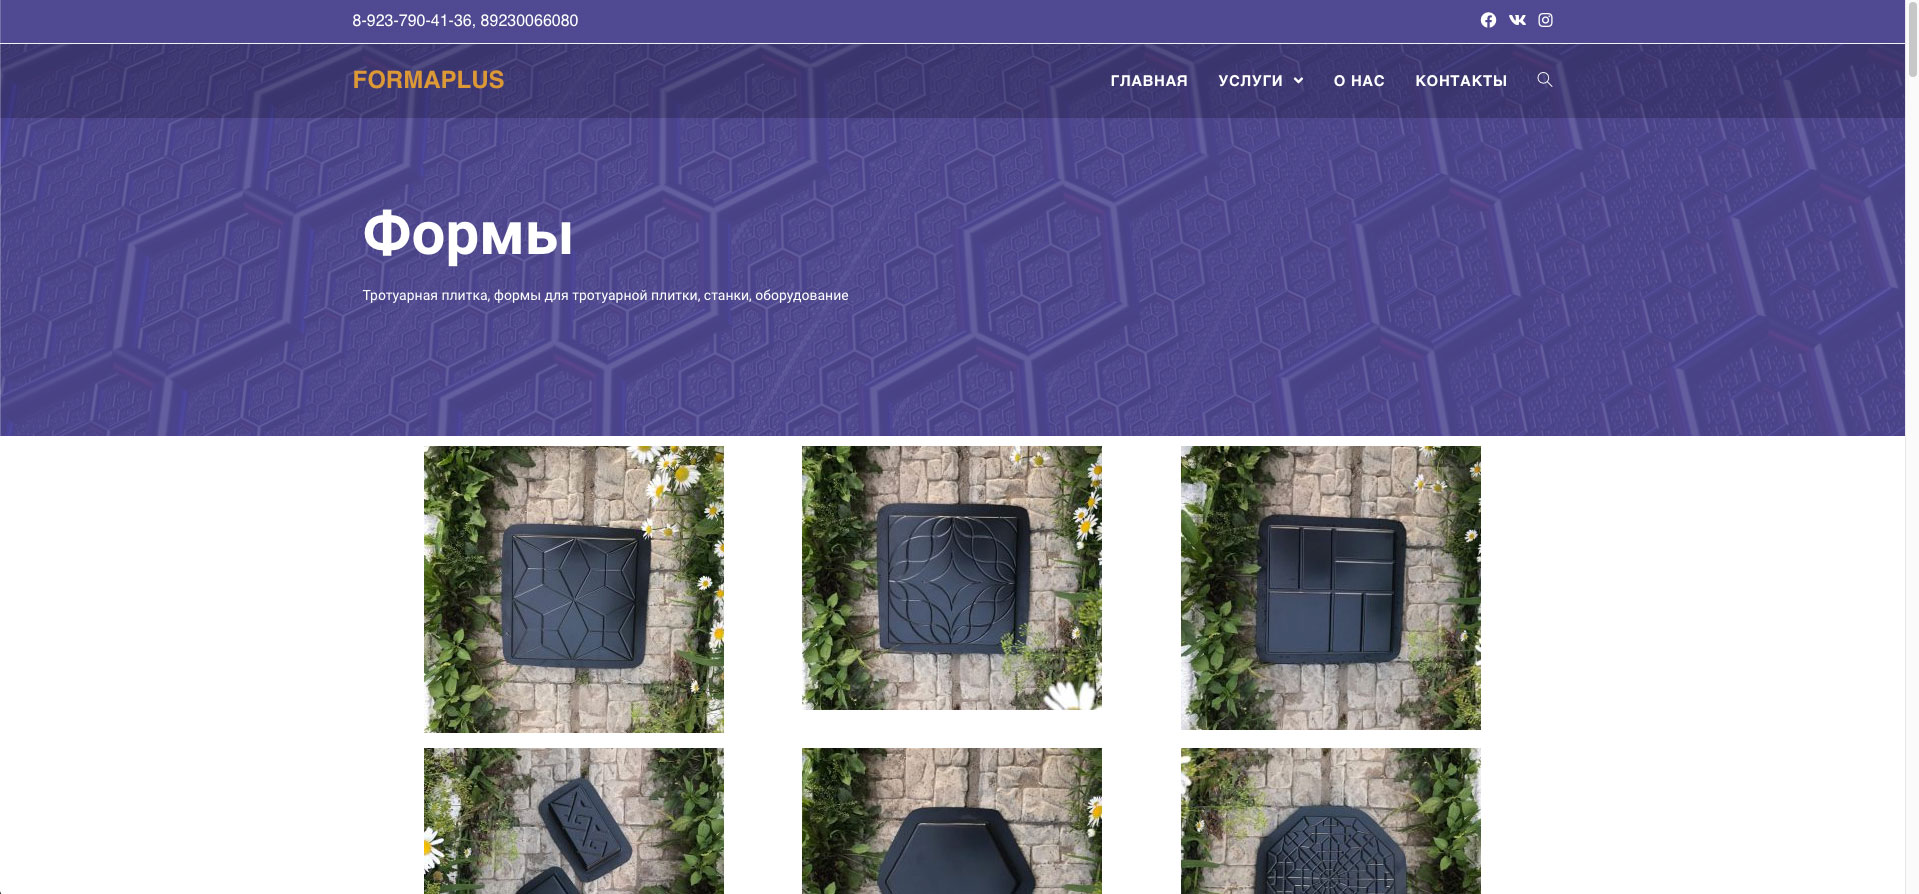 8-923-790-41-36, 89230066080
FORMAPLUS
ГЛАВНАЯ УСЛУГИ О НАС КОНТАКТЫ
Формы
Тротуарная плитка, формы для тротуарной плитки, станки, оборудование